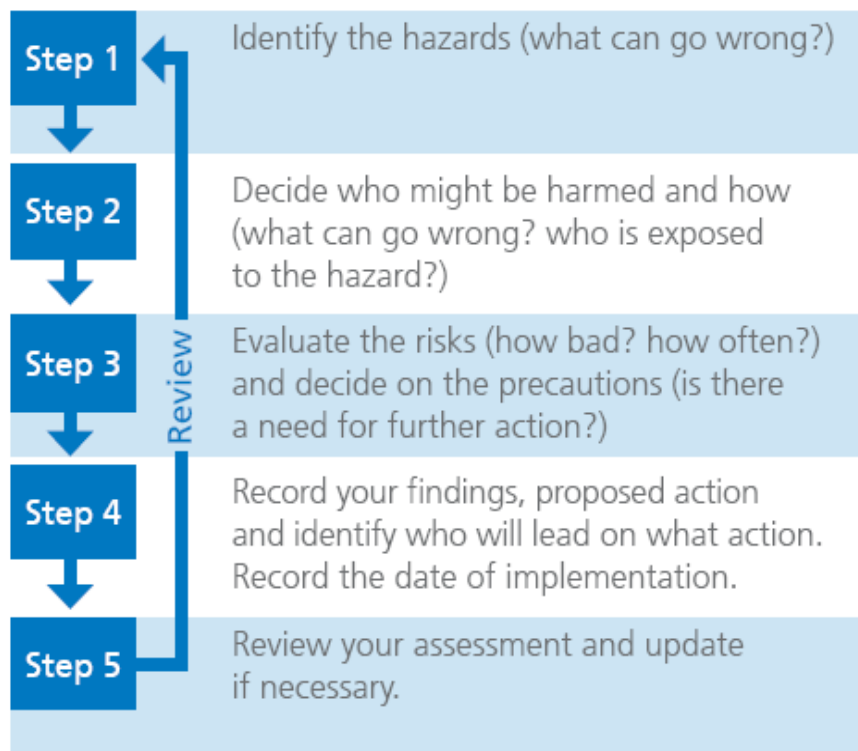 Step 1
Identify the hazards (what can go wrong?)
Step 2
Decide who might be harmed and how
(what can go wrong? who is exposed
to the hazard?)
Step 3
Evaluate the risks (how bad? how often?)
and decide on the precautions (is there
a need for further action?)
Review
Step 4
Record your findings, proposed action
and identify who will lead on what action.
Record the date of implementation.
Step 5
Review your assessment and update
if necessary.